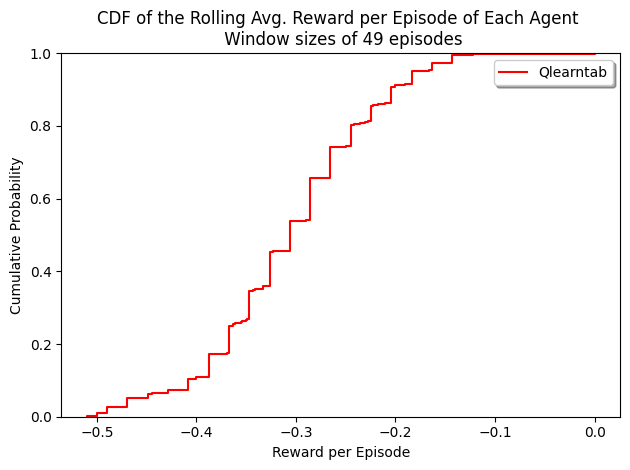 CDF of the Rolling Avg. Reward per Episode of Each Agent
Window sizes of 49 episodes
Qlearntab
Cumulative Probability
1.0
0.8
0.6
0.4
0.2
0.0
−0.5 −0.4 −0.3 −0.2 −0.1 0.0
Reward per Episode